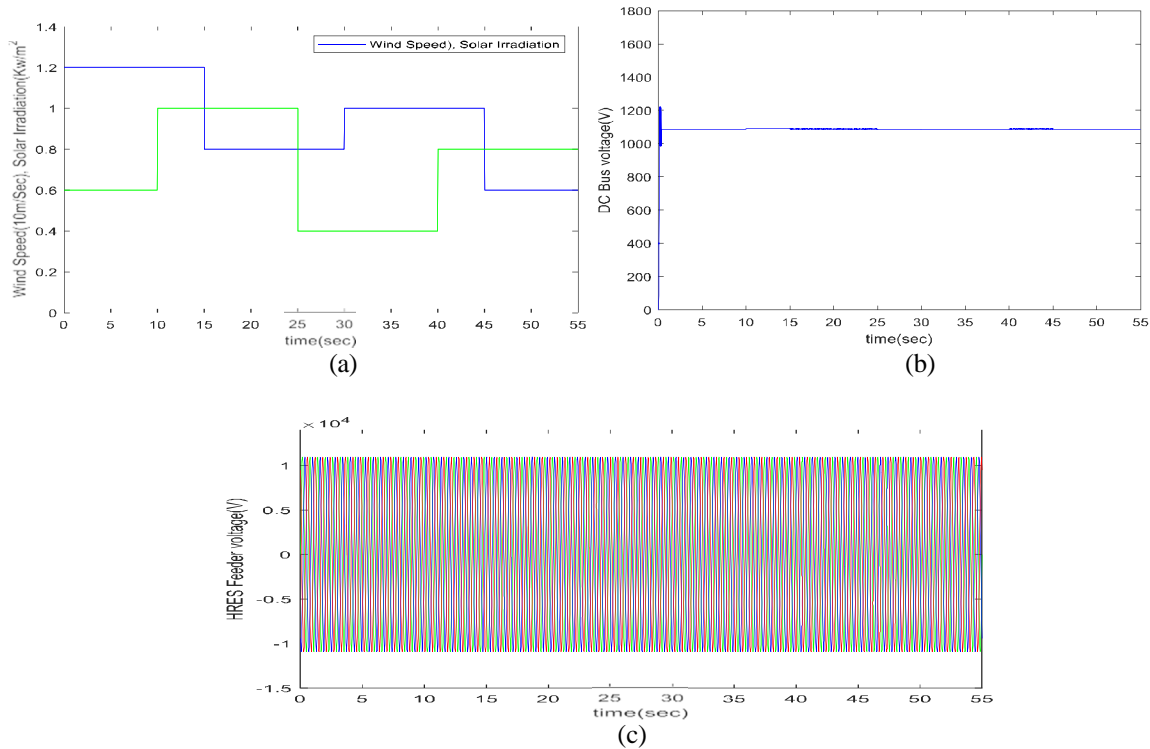 Wind Speed(10m/Sec), Solar Irradiation(Kw/m²
1.4
1.2
1
0.8
0.6
0.4
0.2
0
Wind Speed), Solar Irradiation
0 5 10 15 20 25 30 35 40 45 50 55
time(sec)
(a)
DC Bus voltage(V)
1800
1600
1400
1200
1000
800
600
400
200
0
0 5 10 15 20 25 30 35 40 45 50 55
time(sec)
(b)
× 10⁴
HRES Feeder voltage(V)
1
0.5
0
-0.5
-1
-1.5
0 5 10 15 20 25 30 35 40 45 50 55
time(sec)
(c)